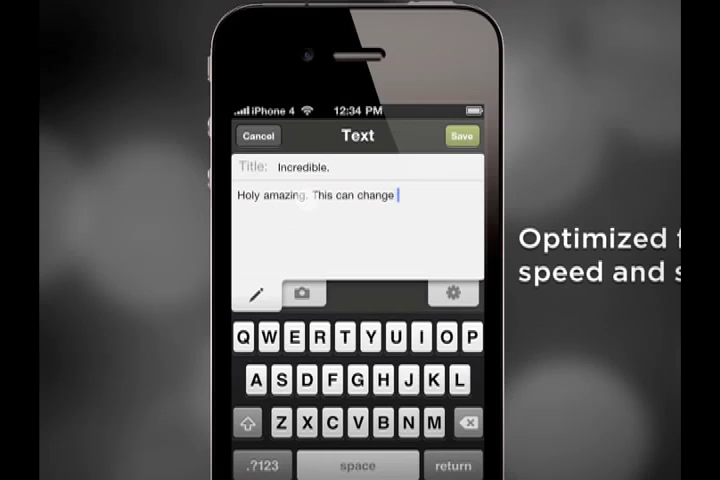 iPhone 4 12:34 PM
Cancel Text Save
Title: Incredible.
Holy amazing. This can change
Optimized
speed and
Q W E R T Y U I O P
A S D F G H J K L
Z X C V B N M
.?123 space return